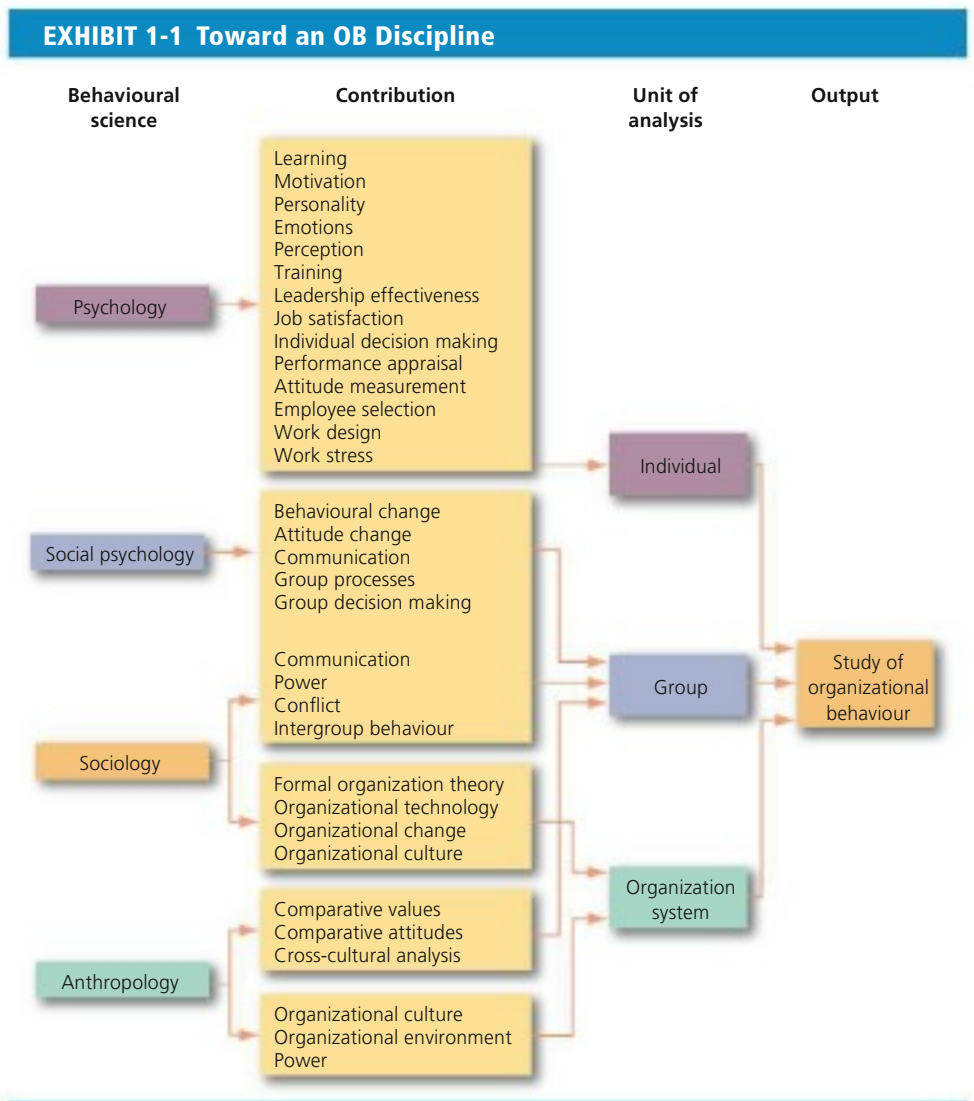 EXHIBIT 1-1 Toward an OB Discipline
Behavioural
science
Contribution
Unit of
analysis
Output
Psychology
Learning
Motivation
Personality
Emotions
Perception
Training
Leadership effectiveness
Job satisfaction
Individual decision making
Performance appraisal
Attitude measurement
Employee selection
Work design
Work stress
Individual
Social psychology
Behavioural change
Attitude change
Communication
Group processes
Group decision making
Communication
Power
Conflict
Intergroup behaviour
Group
Study of
organizational
behaviour
Sociology
Formal organization theory
Organizational technology
Organizational change
Organizational culture
Organization
system
Anthropology
Comparative values
Comparative attitudes
Cross-cultural analysis
Organizational culture
Organizational environment
Power